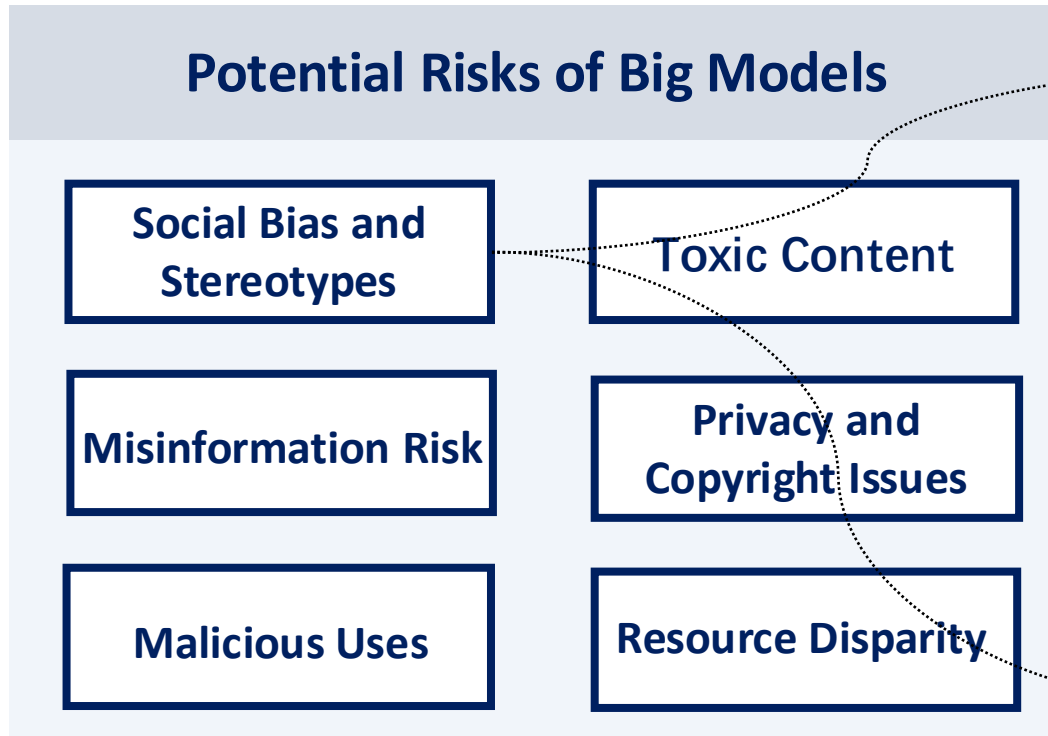 Potential Risks of Big Models
Social Bias and
Stereotypes
Toxic Content
Misinformation Risk
Privacy and
Copyright Issues
Malicious Uses
Resource Disparity